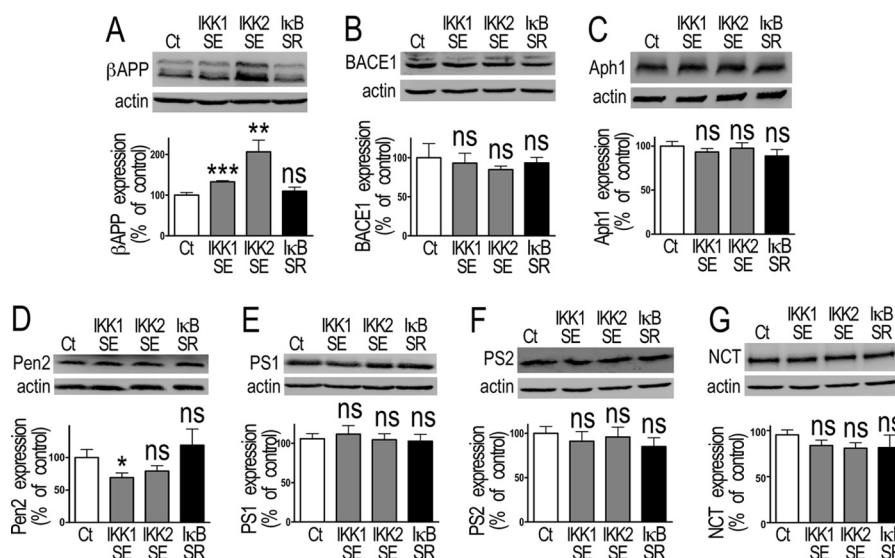 A
Ct IKK1 SE IKK2 SE IκB SR
βAPP
actin
βAPP expression (% of control)
200
100
0
*** ** ns
Ct IKK1 SE IKK2 SE IκB SR
B
Ct IKK1 SE IKK2 SE IκB SR
BACE1
actin
BACE1 expression (% of control)
100
50
0
ns ns ns
Ct IKK1 SE IKK2 SE IκB SR
C
Ct IKK1 SE IKK2 SE IκB SR
Aph1
actin
Aph1 expression (% of control)
100
50
0
ns ns ns
Ct IKK1 SE IKK2 SE IκB SR
D
Ct IKK1 SE IKK2 SE IκB SR
Pen2
actin
Pen2 expression (% of control)
100
50
0
* ns ns
Ct IKK1 SE IKK2 SE IκB SR
E
Ct IKK1 SE IKK2 SE IκB SR
PS1
actin
PS1 expression (% of control)
100
50
0
ns ns ns
Ct IKK1 SE IKK2 SE IκB SR
F
Ct IKK1 SE IKK2 SE IκB SR
PS2
actin
PS2 expression (% of control)
100
50
0
ns ns ns
Ct IKK1 SE IKK2 SE IκB SR
G
Ct IKK1 SE IKK2 SE IκB SR
NCT
actin
NCT expression (% of control)
100
50
0
ns ns ns
Ct IKK1 SE IKK2 SE IκB SR